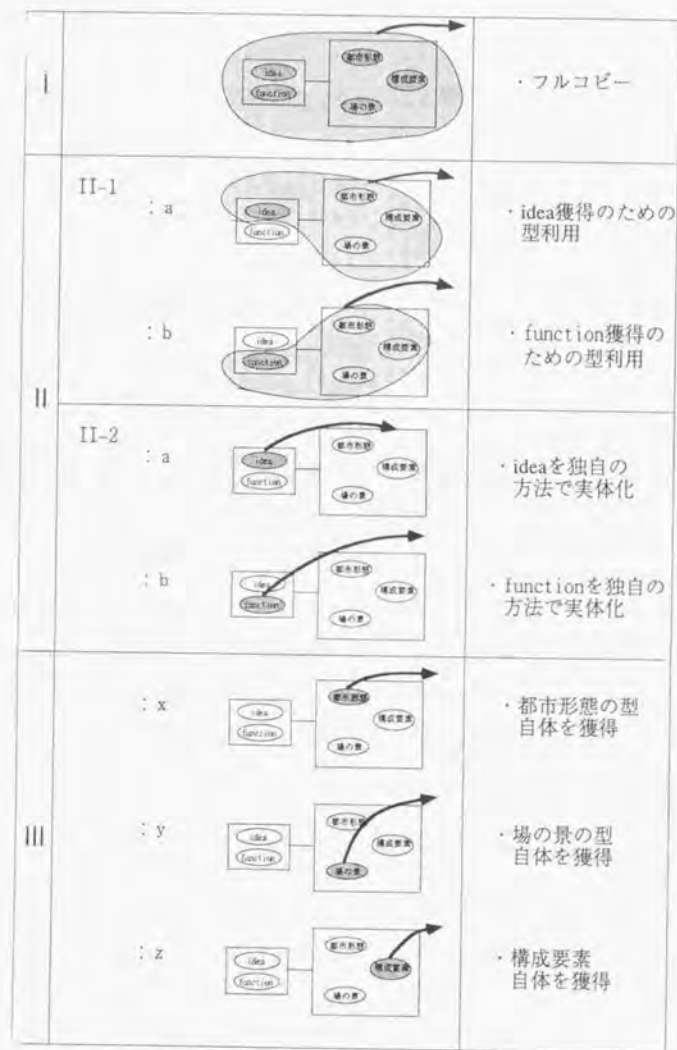 I
idea
function
都市形態
構成要素
場の景
・フルコピー
II
II-1
: a
idea
function
都市形態
構成要素
場の景
・idea獲得のための
型利用
: b
idea
function
都市形態
構成要素
場の景
・function獲得の
ための型利用
II-2
: a
idea
function
都市形態
構成要素
場の景
・ideaを独自の
方法で実体化
: b
idea
function
都市形態
構成要素
場の景
・functionを独自の
方法で実体化
III
: x
idea
function
都市形態
構成要素
場の景
・都市形態の型
自体を獲得
: y
idea
function
都市形態
構成要素
場の景
・場の景の型
自体を獲得
: z
idea
function
都市形態
構成要素
場の景
・構成要素
自体を獲得